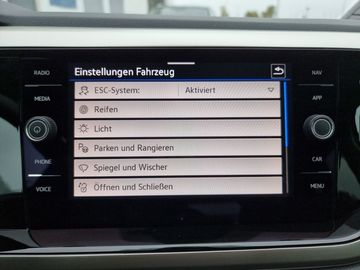 Einstellungen Fahrzeug
ESC-System: Aktiviert
Reifen
Licht
Parken und Rangieren
Spiegel und Wischer
Öffnen und Schließen
RADIO
MEDIA
PHONE
VOICE
NAV
APP
CAR
MENU